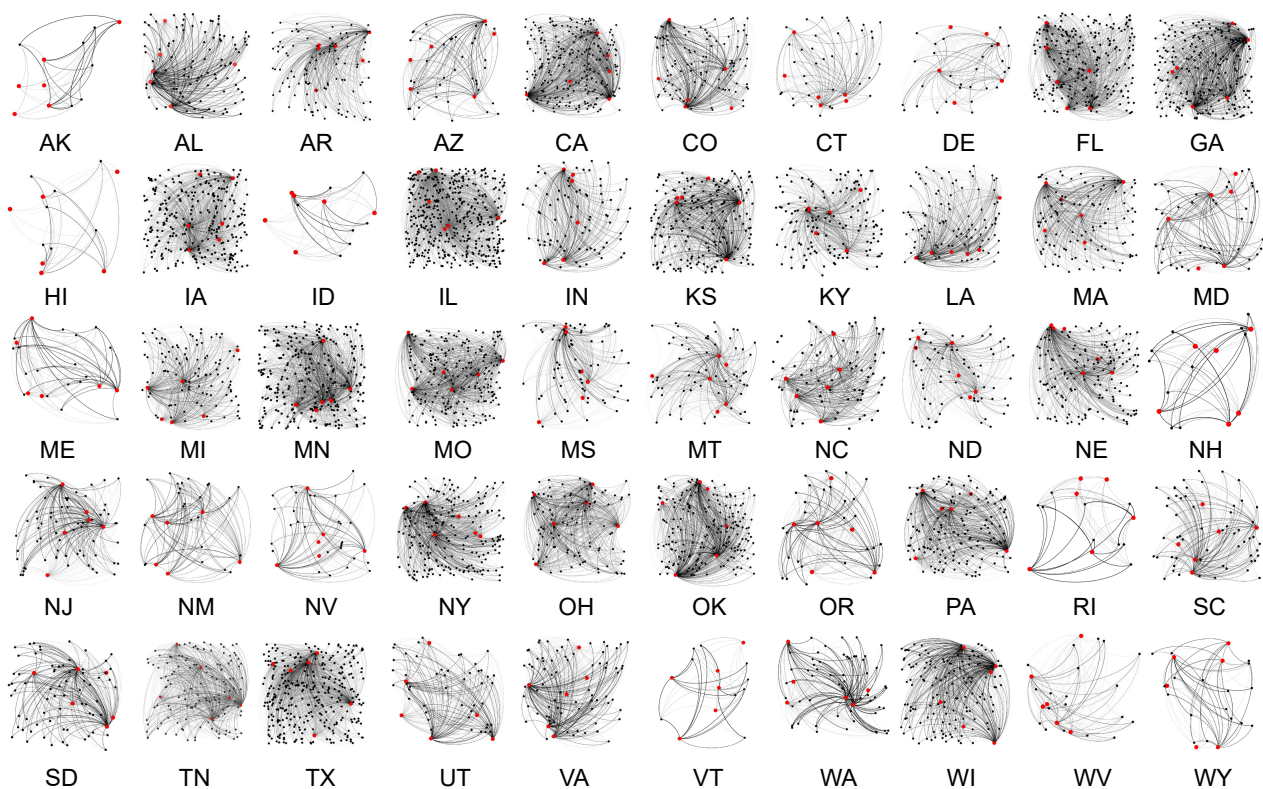 AK AL AR AZ CA CO CT DE FL GA
HI IA ID IL IN KS KY LA MA MD
ME MI MN MO MS MT NC ND NE NH
NJ NM NV NY OH OK OR PA RI SC
SD TN TX UT VA VT WA WI WV WY